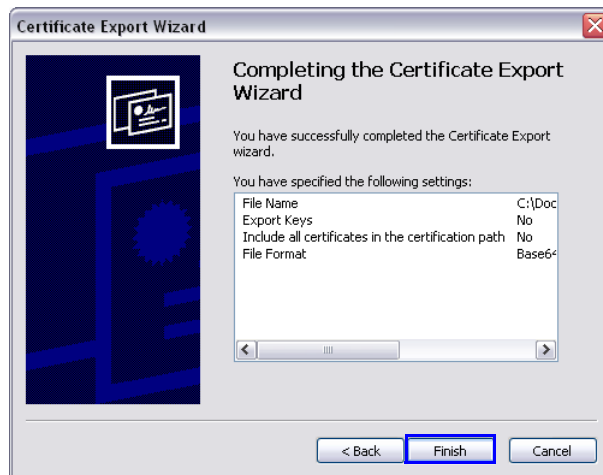 Certificate Export Wizard
Completing the Certificate Export
Wizard
You have successfully completed the Certificate Export
wizard.
You have specified the following settings:
File Name C:\Doc
Export Keys No
Include all certificates in the certification path No
File Format Base64
< Back Finish Cancel